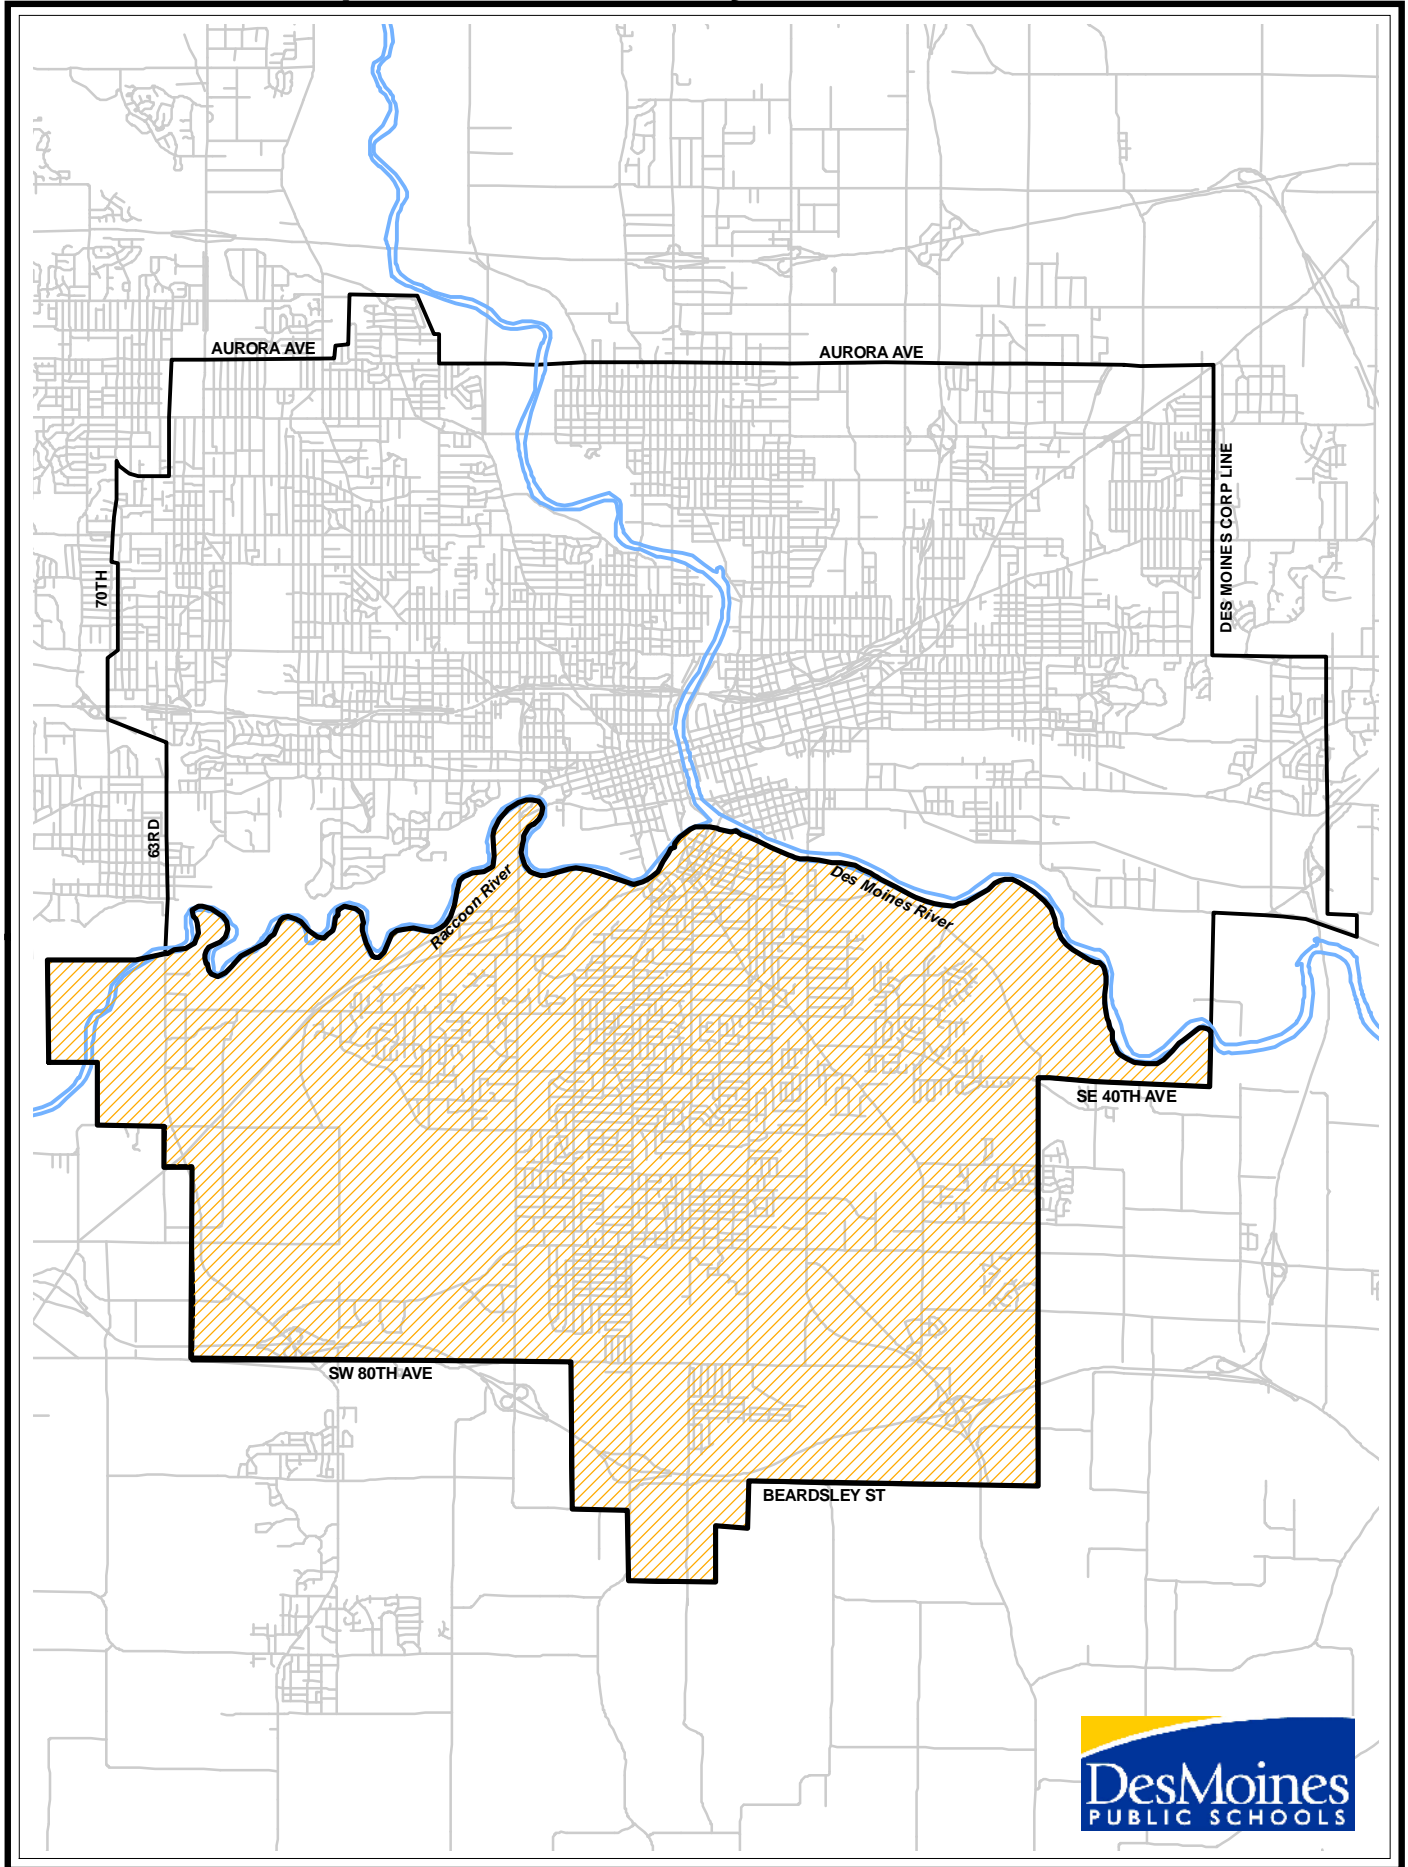 AURORA AVE
AURORA AVE
DES MOINES CORP LINE
70TH
63RD
Raccoon River
Des Moines River
SE 40TH AVE
SW 80TH AVE
BEARDSLEY ST
DesMoines
PUBLIC SCHOOLS